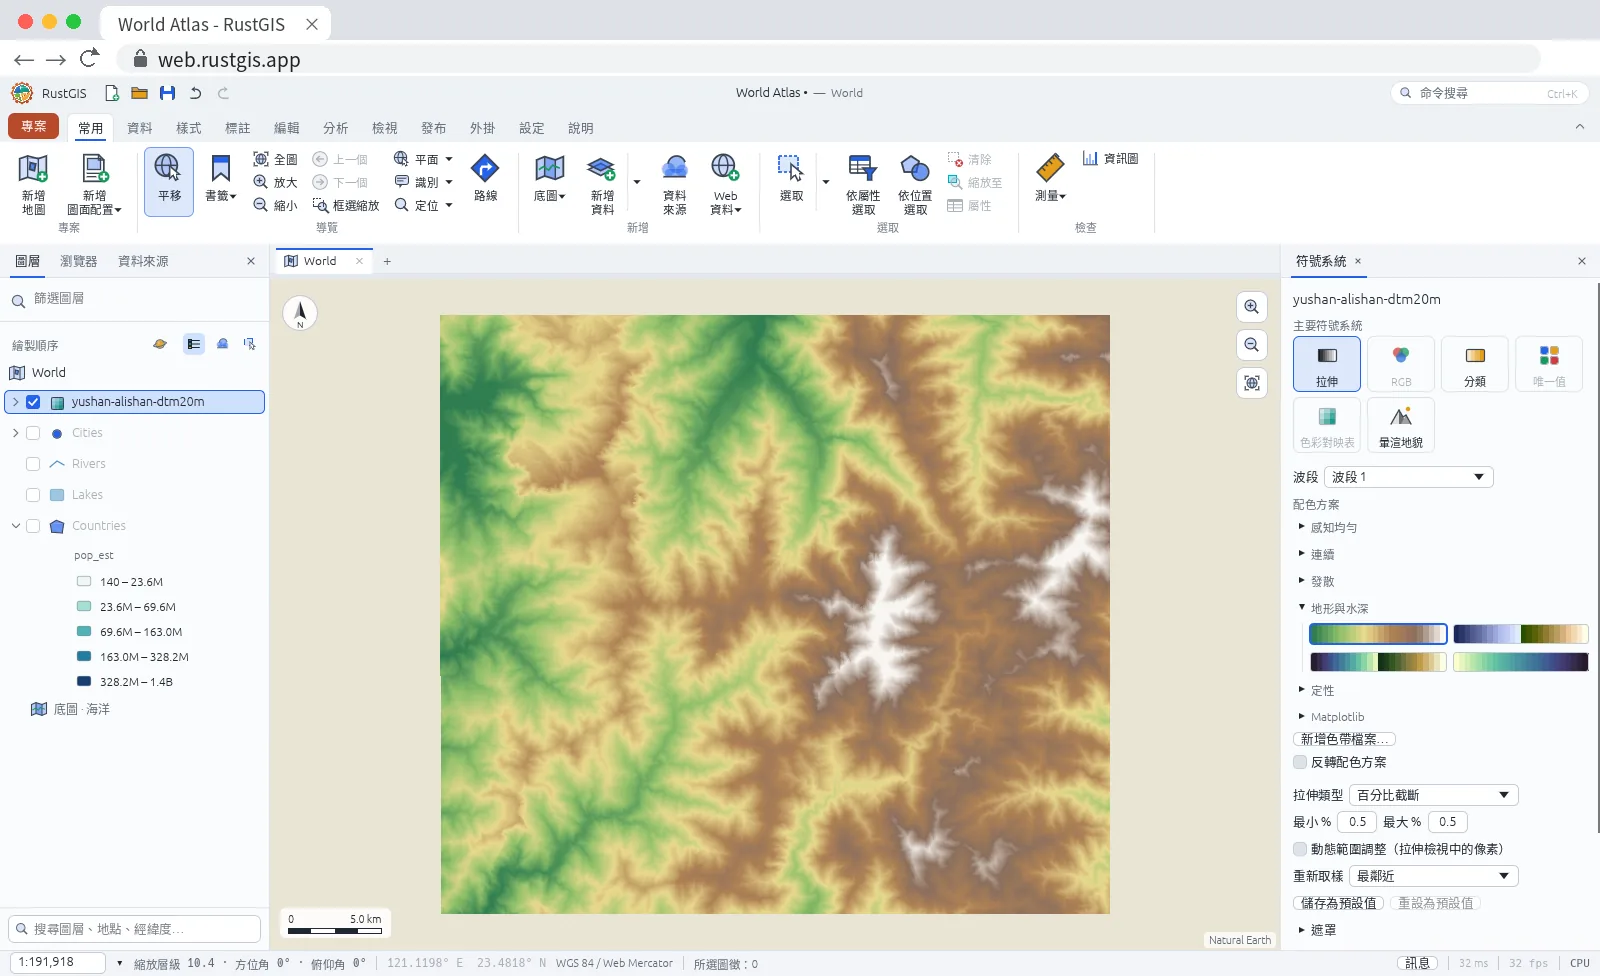 World Atlas - RustGIS
web.rustgis.app
RustGIS
World Atlas • — World
命令搜尋
Ctrl+K
專案
常用
資料
樣式
標註
編輯
分析
檢視
發布
外掛
設定
說明
新增
地圖
新增
圖面配置
專案
平移
書籤
全圖
放大
縮小
上一個
下一個
框選縮放
平面
識別
定位
路線
導覽
底圖
新增
資料
資料
來源
Web
資料
新增
選取
依屬性
選取
依位置
選取
清除
縮放至
屬性
選取
測量
資訊圖
檢查
圖層
瀏覽器
資料來源
篩選圖層
繪製順序
World
yushan-alishan-dtm20m
Cities
Rivers
Lakes
Countries
pop_est
140 – 23.6M
23.6M – 69.6M
69.6M – 163.0M
163.0M – 328.2M
328.2M – 1.4B
底圖 · 海洋
搜尋圖層、地點、經緯度…
World
N
0
5.0 km
Natural Earth
符號系統
yushan-alishan-dtm20m
主要符號系統
拉伸
RGB
分類
唯一值
色彩對映表
暈渲地貌
波段
波段 1
配色方案
感知均勻
連續
發散
地形與水深
定性
Matplotlib
新增色帶檔案…
反轉配色方案
拉伸類型
百分比截斷
最小 %
0.5
最大 %
0.5
動態範圍調整（拉伸檢視中的像素）
重新取樣
最鄰近
儲存為預設值
重設為預設值
遮罩
1:191,918
縮放層級 10.4 · 方位角 0° · 俯仰角 0°
121.1198° E 23.4818° N
WGS 84 / Web Mercator
所選圖徵：0
訊息
32 ms
32 fps
CPU